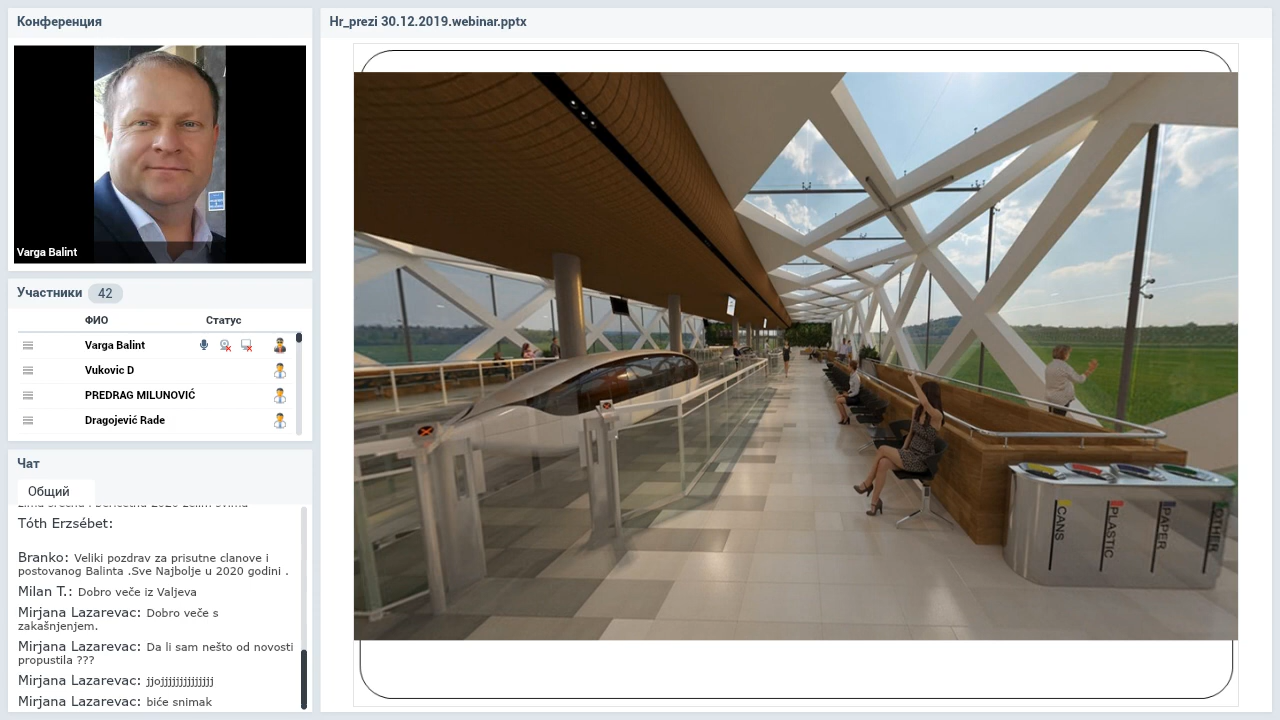 Конференция
Varga Balint
Участники 42
ФИО Статус
Varga Balint
Vukovic D
PREDRAG MILUNOVIĆ
Dragojević Rade
Чат
Общий
Tóth Erzsébet:
Branko: Veliki pozdrav za prisutne clanove i
postovanog Balinta .Sve Najbolje u 2020 godini .
Milan T.: Dobro veče iz Valjeva
Mirjana Lazarevac: Dobro veče s
zakašnjenjem.
Mirjana Lazarevac: Da li sam nešto od novosti
propustila ???
Mirjana Lazarevac: jjojjjjjjjjjjjjjj
Mirjana Lazarevac: biće snimak
Hr_prezi 30.12.2019.webinar.pptx
CANS
PLASTIC
PAPER
OTHER